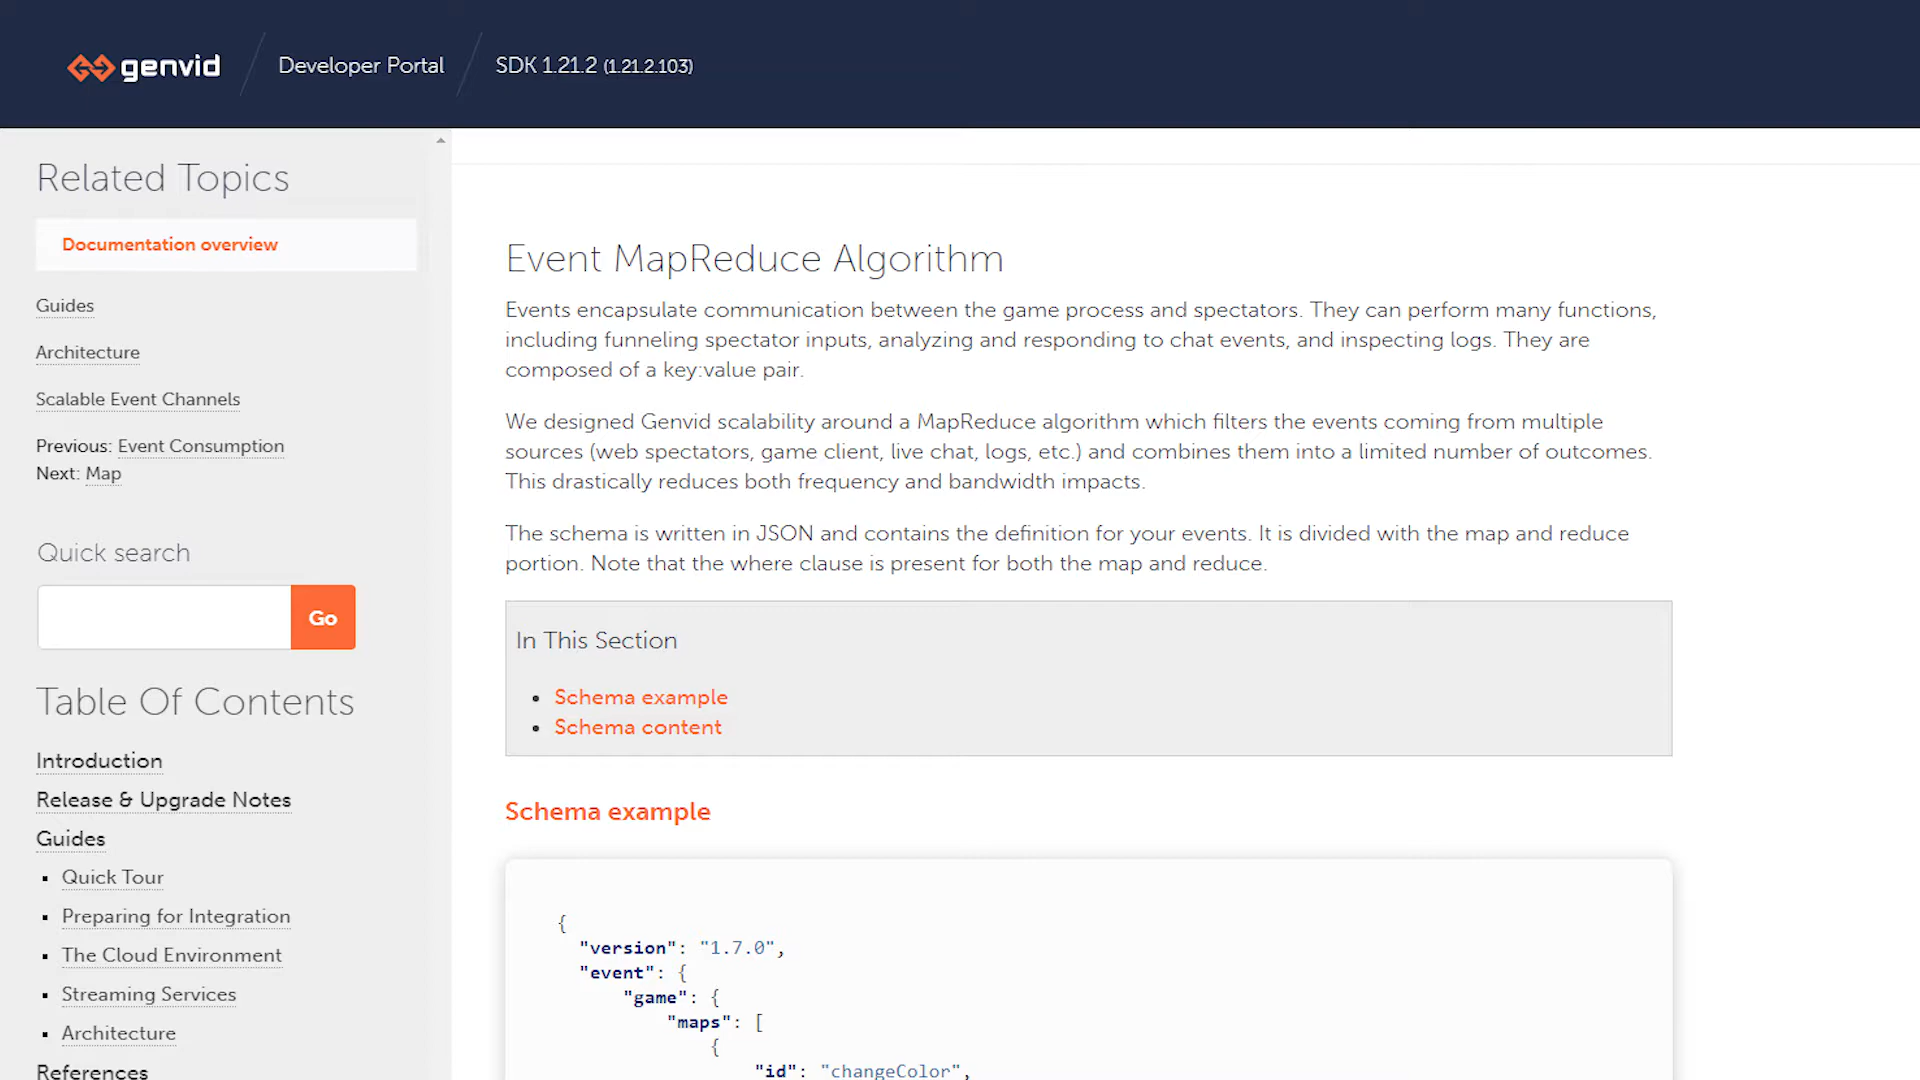 genvid
Developer Portal
SDK 1.21.2 (1.21.2.103)
Related Topics
Documentation overview
Guides
Architecture
Scalable Event Channels
Previous: Event Consumption
Next: Map
Quick search
Go
Table Of Contents
Introduction
Release & Upgrade Notes
Guides
Quick Tour
Preparing for Integration
The Cloud Environment
Streaming Services
Architecture
References
Event MapReduce Algorithm
Events encapsulate communication between the game process and spectators. They can perform many functions,
including funneling spectator inputs, analyzing and responding to chat events, and inspecting logs. They are
composed of a key:value pair.
We designed Genvid scalability around a MapReduce algorithm which filters the events coming from multiple
sources (web spectators, game client, live chat, logs, etc.) and combines them into a limited number of outcomes.
This drastically reduces both frequency and bandwidth impacts.
The schema is written in JSON and contains the definition for your events. It is divided with the map and reduce
portion. Note that the where clause is present for both the map and reduce.
In This Section
Schema example
Schema content
Schema example
{
"version": "1.7.0",
"event": {
"game": {
"maps": [
{
"id": "changeColor",